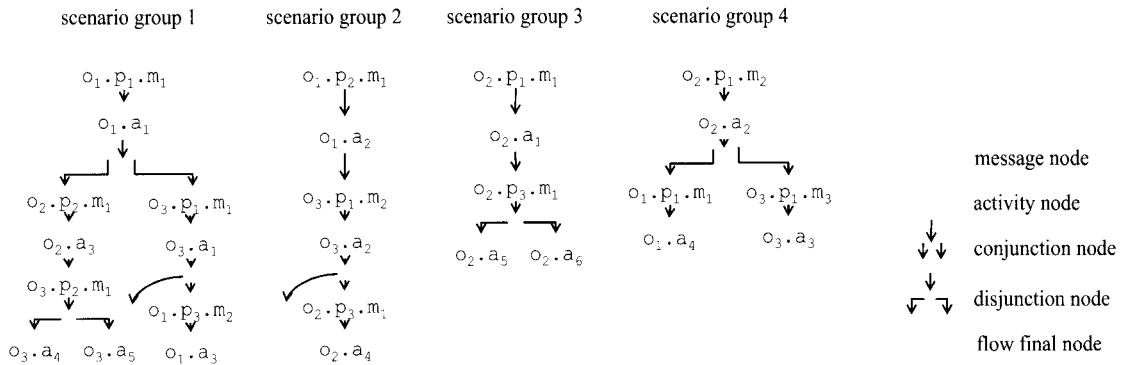 scenario group 1 scenario group 2 scenario group 3 scenario group 4
o₁.p₁.m₁ o₁.p₂.m₁ o₂.p₁.m₁ o₂.p₁.m₂
o₁.a₁ o₁.a₂ o₂.a₁ o₂.a₂
message node
o₂.p₂.m₁ o₃.p₁.m₁ o₃.p₁.m₂ o₂.p₃.m₁ o₁.p₁.m₁ o₃.p₁.m₃
activity node
o₂.a₃ o₃.a₁ o₃.a₂ o₂.a₅ o₂.a₆ o₁.a₄ o₃.a₃
conjunction node
o₃.p₂.m₁ o₁.p₃.m₂ o₂.p₃.m₁
disjunction node
o₃.a₄ o₃.a₅ o₁.a₃ o₂.a₄
flow final node